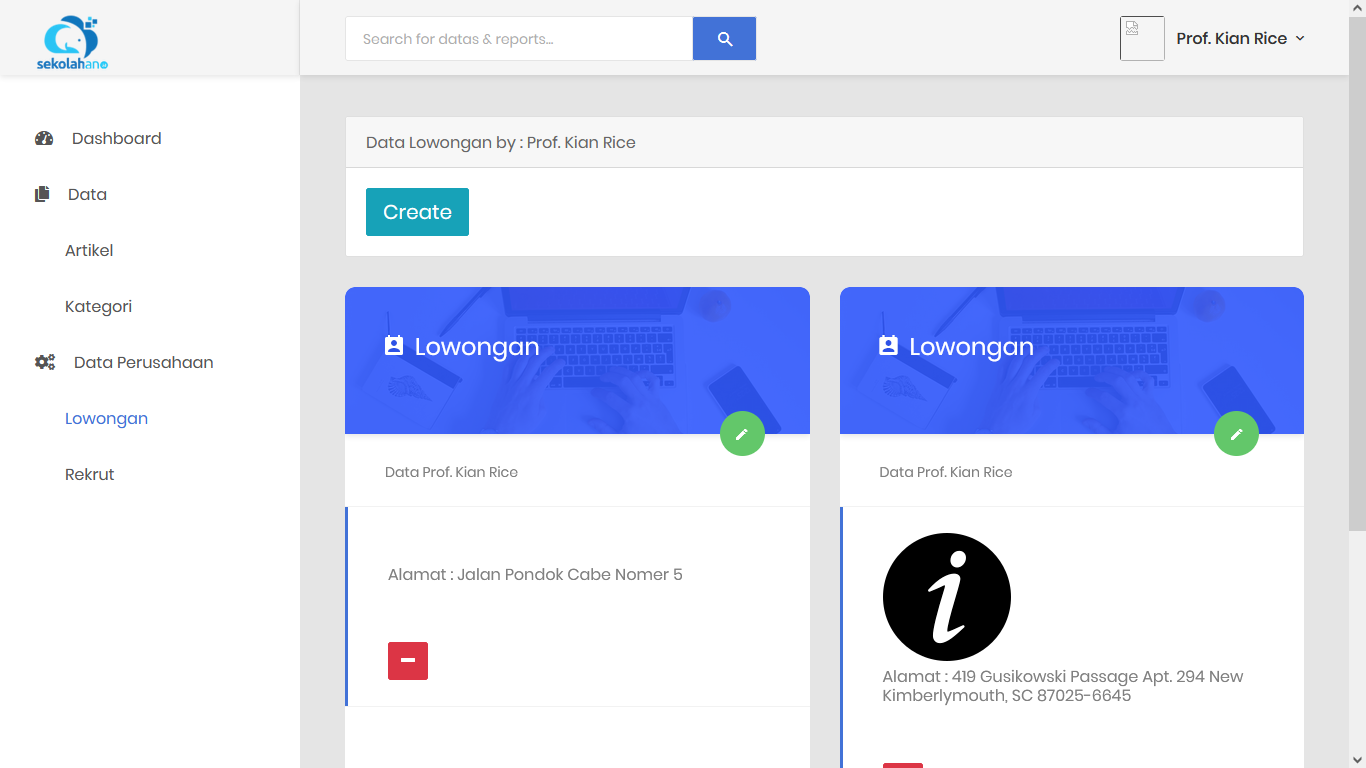 sekolahano
Search for datas & reports...
Prof. Kian Rice
Dashboard
Data
Artikel
Kategori
Data Perusahaan
Lowongan
Rekrut
Data Lowongan by : Prof. Kian Rice
Create
Lowongan
Data Prof. Kian Rice
Alamat : Jalan Pondok Cabe Nomer 5
Lowongan
Data Prof. Kian Rice
i
Alamat : 419 Gusikowski Passage Apt. 294 New
Kimberlymouth, SC 87025-6645